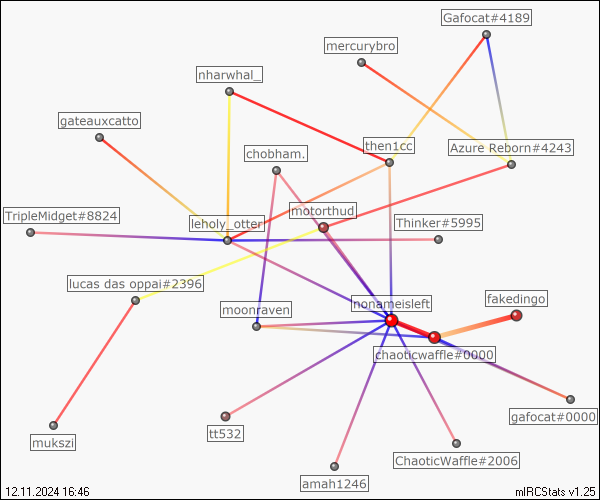 Gafocat#4189
mercurybro
nharwhal_
gateauxcatto
then1cc
Azure Reborn#4243
chobham.
motorthud
TripleMidget#8824
leholy_otter
Thinker#5995
lucas das oppai#2396
moonraven
nonameisleft
fakedingo
chaoticwaffle#0000
gafocat#0000
tt532
mukszi
ChaoticWaffle#2006
amah1246
12.11.2024 16:46
mIRCStats v1.25